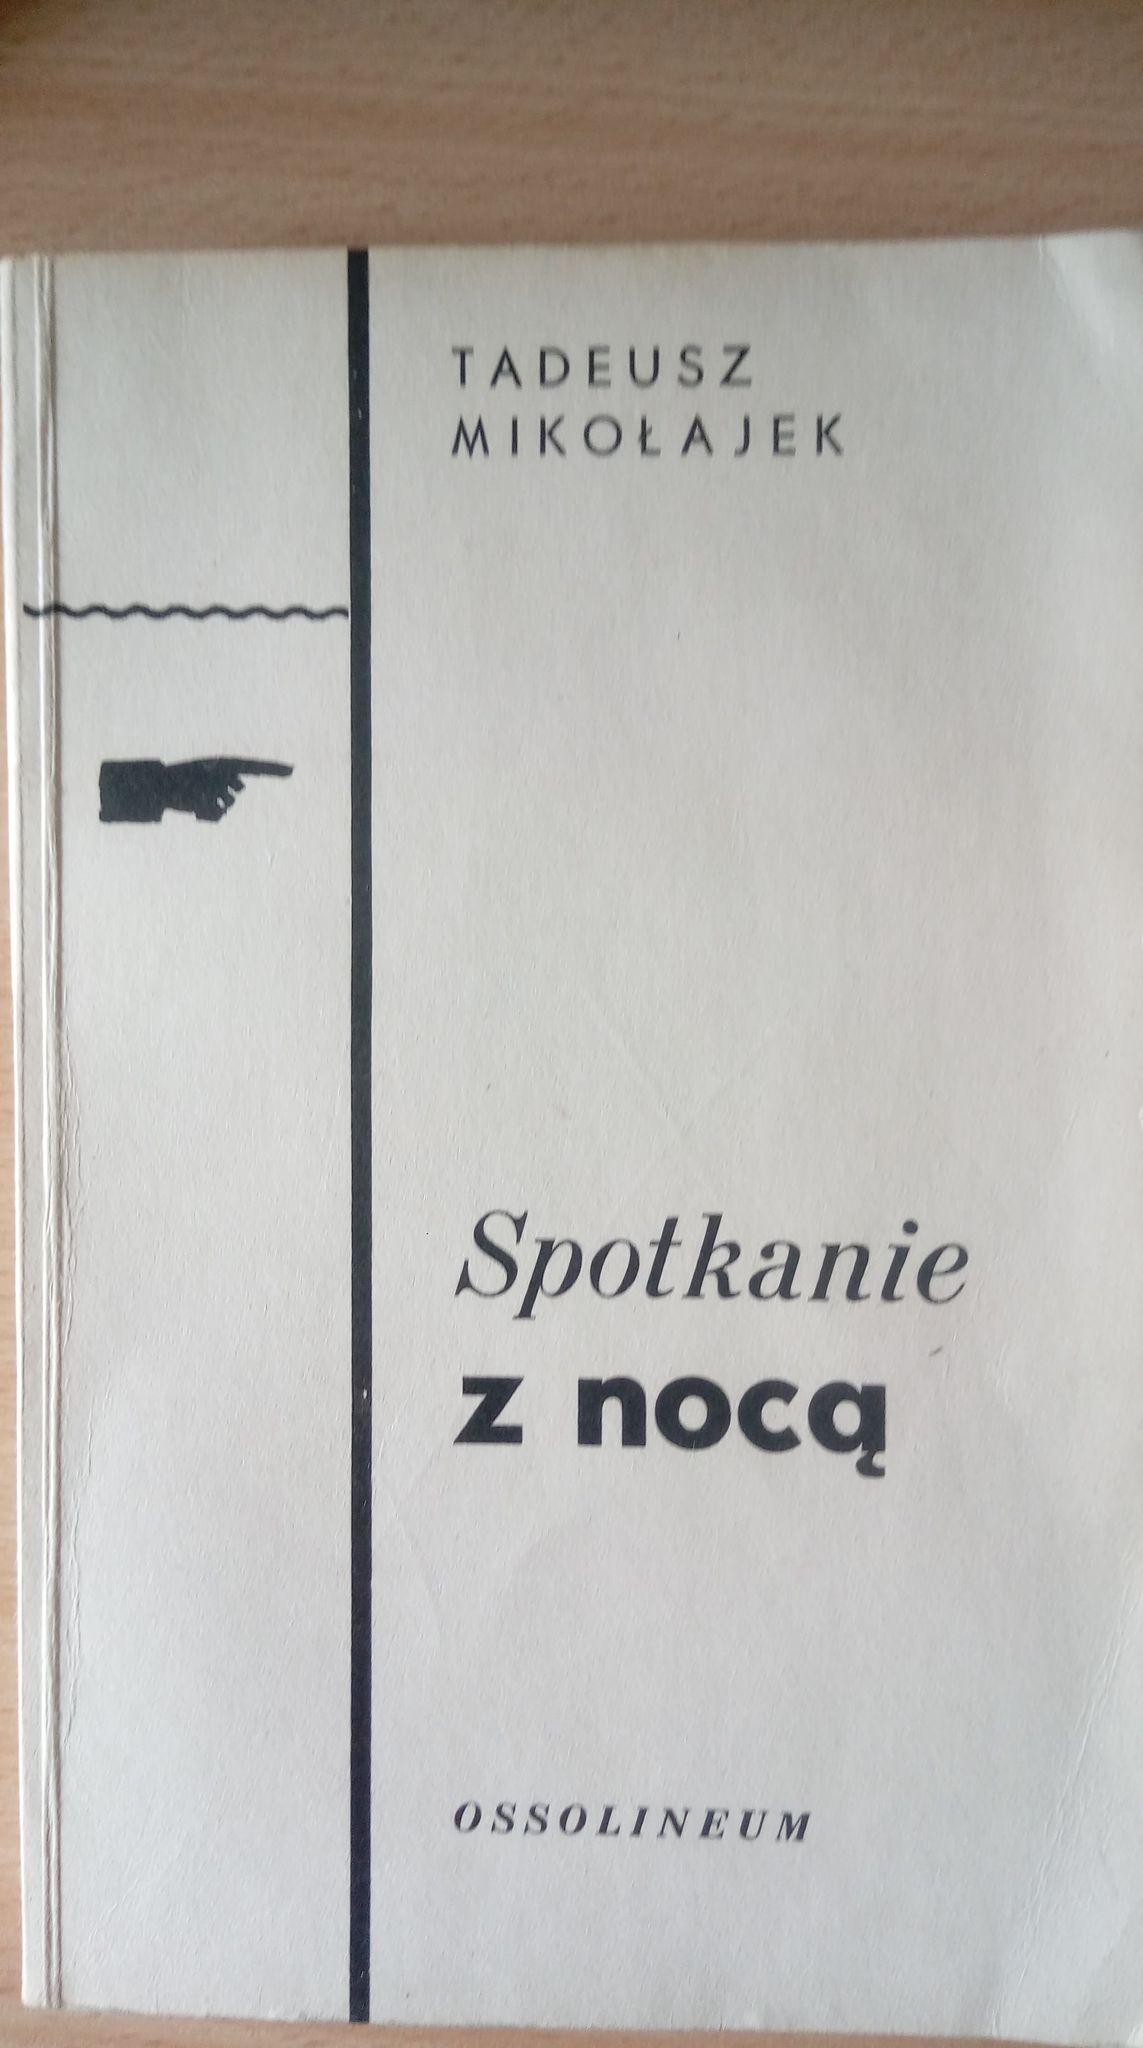 TADEUSZ
MIKOŁAJEK
Spotkanie
z nocą
OSSOLINEUM